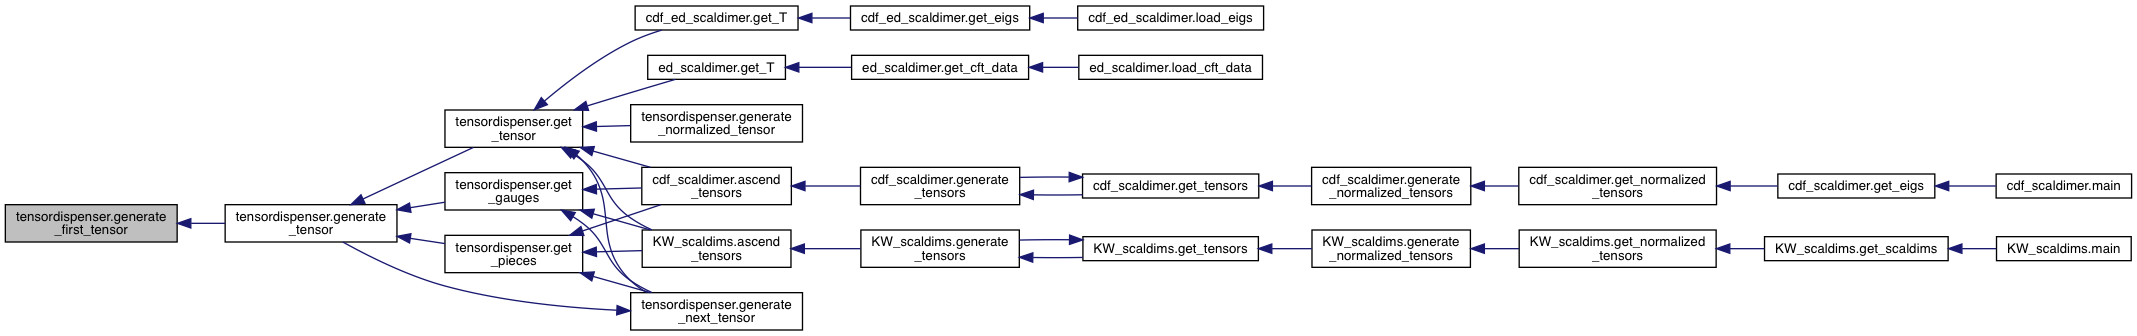 cdf_ed_scaldimer.get_T
cdf_ed_scaldimer.get_eigs
cdf_ed_scaldimer.load_eigs
ed_scaldimer.get_T
ed_scaldimer.get_cft_data
ed_scaldimer.load_cft_data
tensordispenser.get
_tensor
tensordispenser.generate
_normalized_tensor
tensordispenser.get
_gauges
cdf_scaldimer.ascend
_tensors
cdf_scaldimer.generate
_tensors
cdf_scaldimer.get_tensors
cdf_scaldimer.generate
_normalized_tensors
cdf_scaldimer.get_normalized
_tensors
cdf_scaldimer.get_eigs
cdf_scaldimer.main
tensordispenser.generate
_first_tensor
tensordispenser.generate
_tensor
tensordispenser.get
_pieces
KW_scaldims.ascend
_tensors
KW_scaldims.generate
_tensors
KW_scaldims.get_tensors
KW_scaldims.generate
_normalized_tensors
KW_scaldims.get_normalized
_tensors
KW_scaldims.get_scaldims
KW_scaldims.main
tensordispenser.generate
_next_tensor